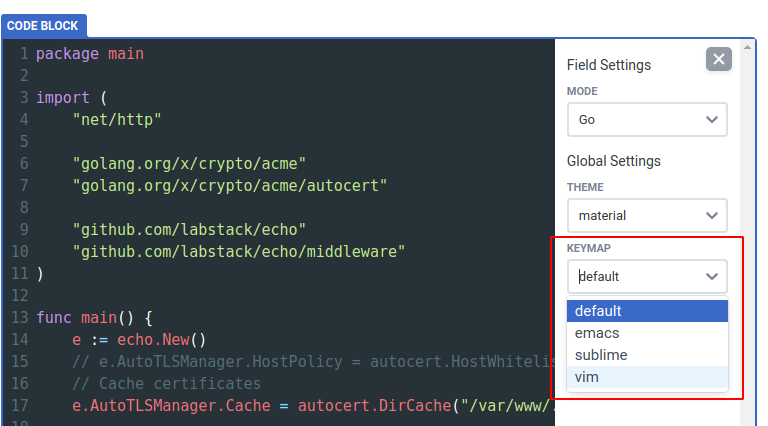 CODE BLOCK
1 package main
2
3 import (
4 "net/http"
5
6 "golang.org/x/crypto/acme"
7 "golang.org/x/crypto/acme/autocert"
8
9 "github.com/labstack/echo"
10 "github.com/labstack/echo/middleware"
11 )
12
13 func main() {
14 e := echo.New()
15 // e.AutoTLSManager.HostPolicy = autocert.HostWhitelis
16 // Cache certificates
17 e.AutoTLSManager.Cache = autocert.DirCache("/var/www/.
18
Field Settings
MODE
Go
Global Settings
THEME
material
KEYMAP
default
default
emacs
sublime
vim